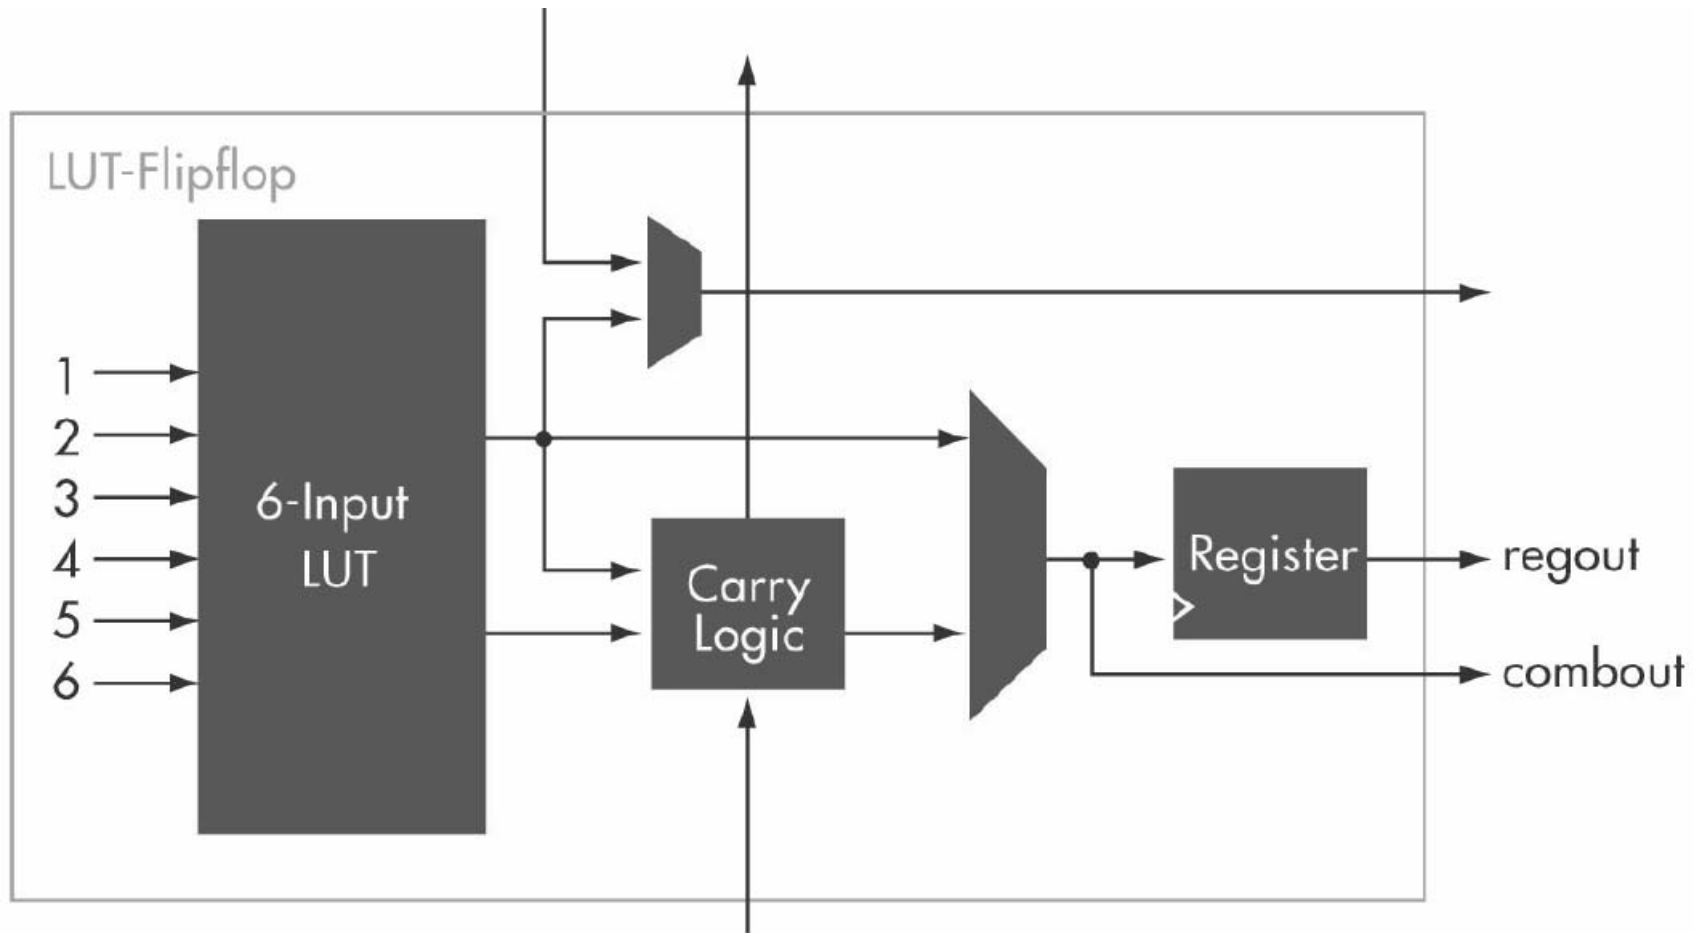 LUT-Flipflop
1
2
3
4
5
6
6-Input
LUT
Carry
Logic
Register
regout
combout